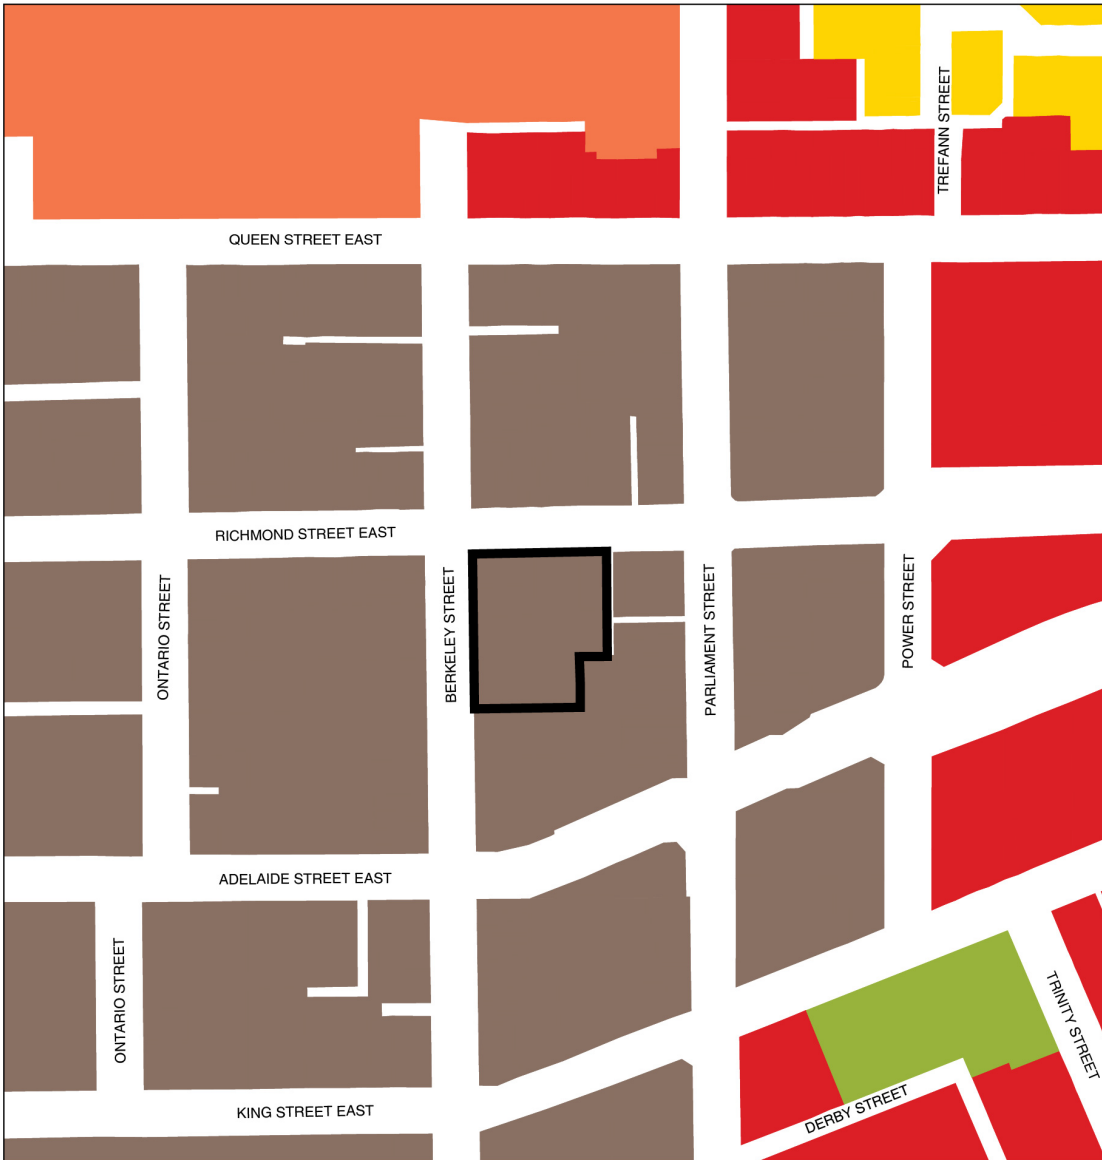 TREFANN STREET
QUEEN STREET EAST
RICHMOND STREET EAST
ONTARIO STREET
BERKELEY STREET
PARLIAMENT STREET
POWER STREET
ADELAIDE STREET EAST
ONTARIO STREET
TRINITY STREET
KING STREET EAST
DERBY STREET